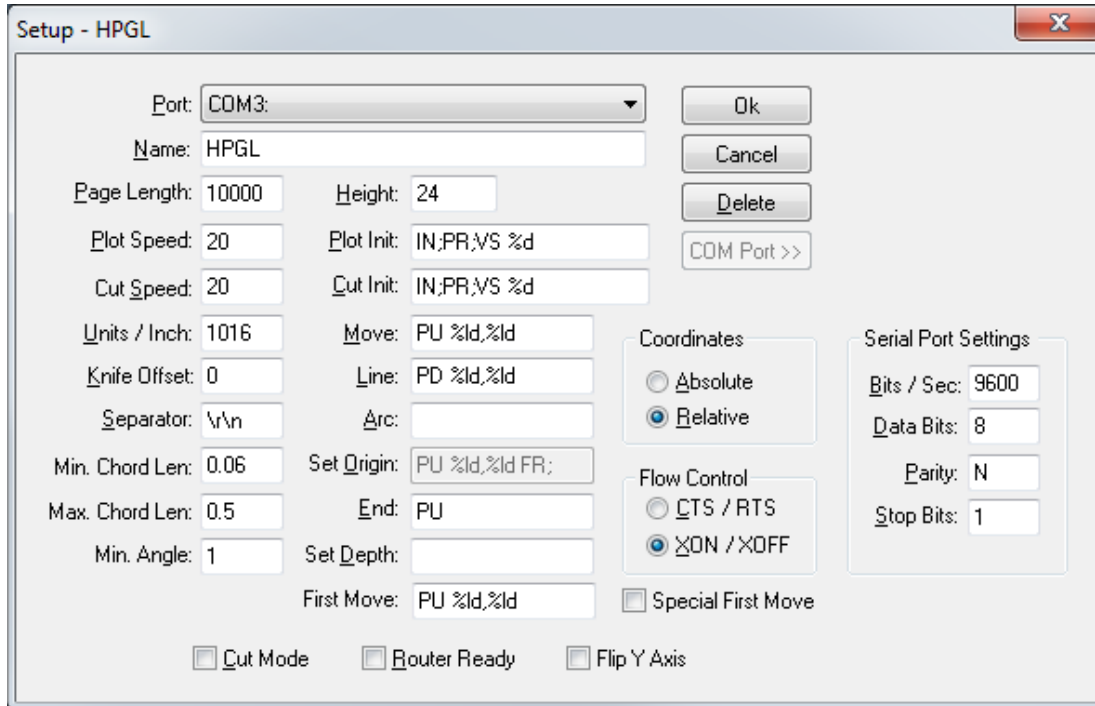 Setup - HPGL
Port: COM3: Ok
Name: HPGL Cancel
Page Length: 10000 Height: 24 Delete
Plot Speed: 20 Plot Init: IN;PR;VS %d COM Port >>
Cut Speed: 20 Cut Init: IN;PR;VS %d
Units / Inch: 1016 Move: PU %ld,%ld Coordinates Serial Port Settings
Knife Offset: 0 Line: PD %ld,%ld Absolute Bits / Sec: 9600
Separator: \r\n Arc: Relative Data Bits: 8
Min. Chord Len: 0.06 Set Origin: PU %ld,%ld FR; Flow Control Parity: N
Max. Chord Len: 0.5 End: PU CTS / RTS Stop Bits: 1
Min. Angle: 1 Set Depth: XON / XOFF
First Move: PU %ld,%ld Special First Move
Cut Mode Router Ready Flip Y Axis